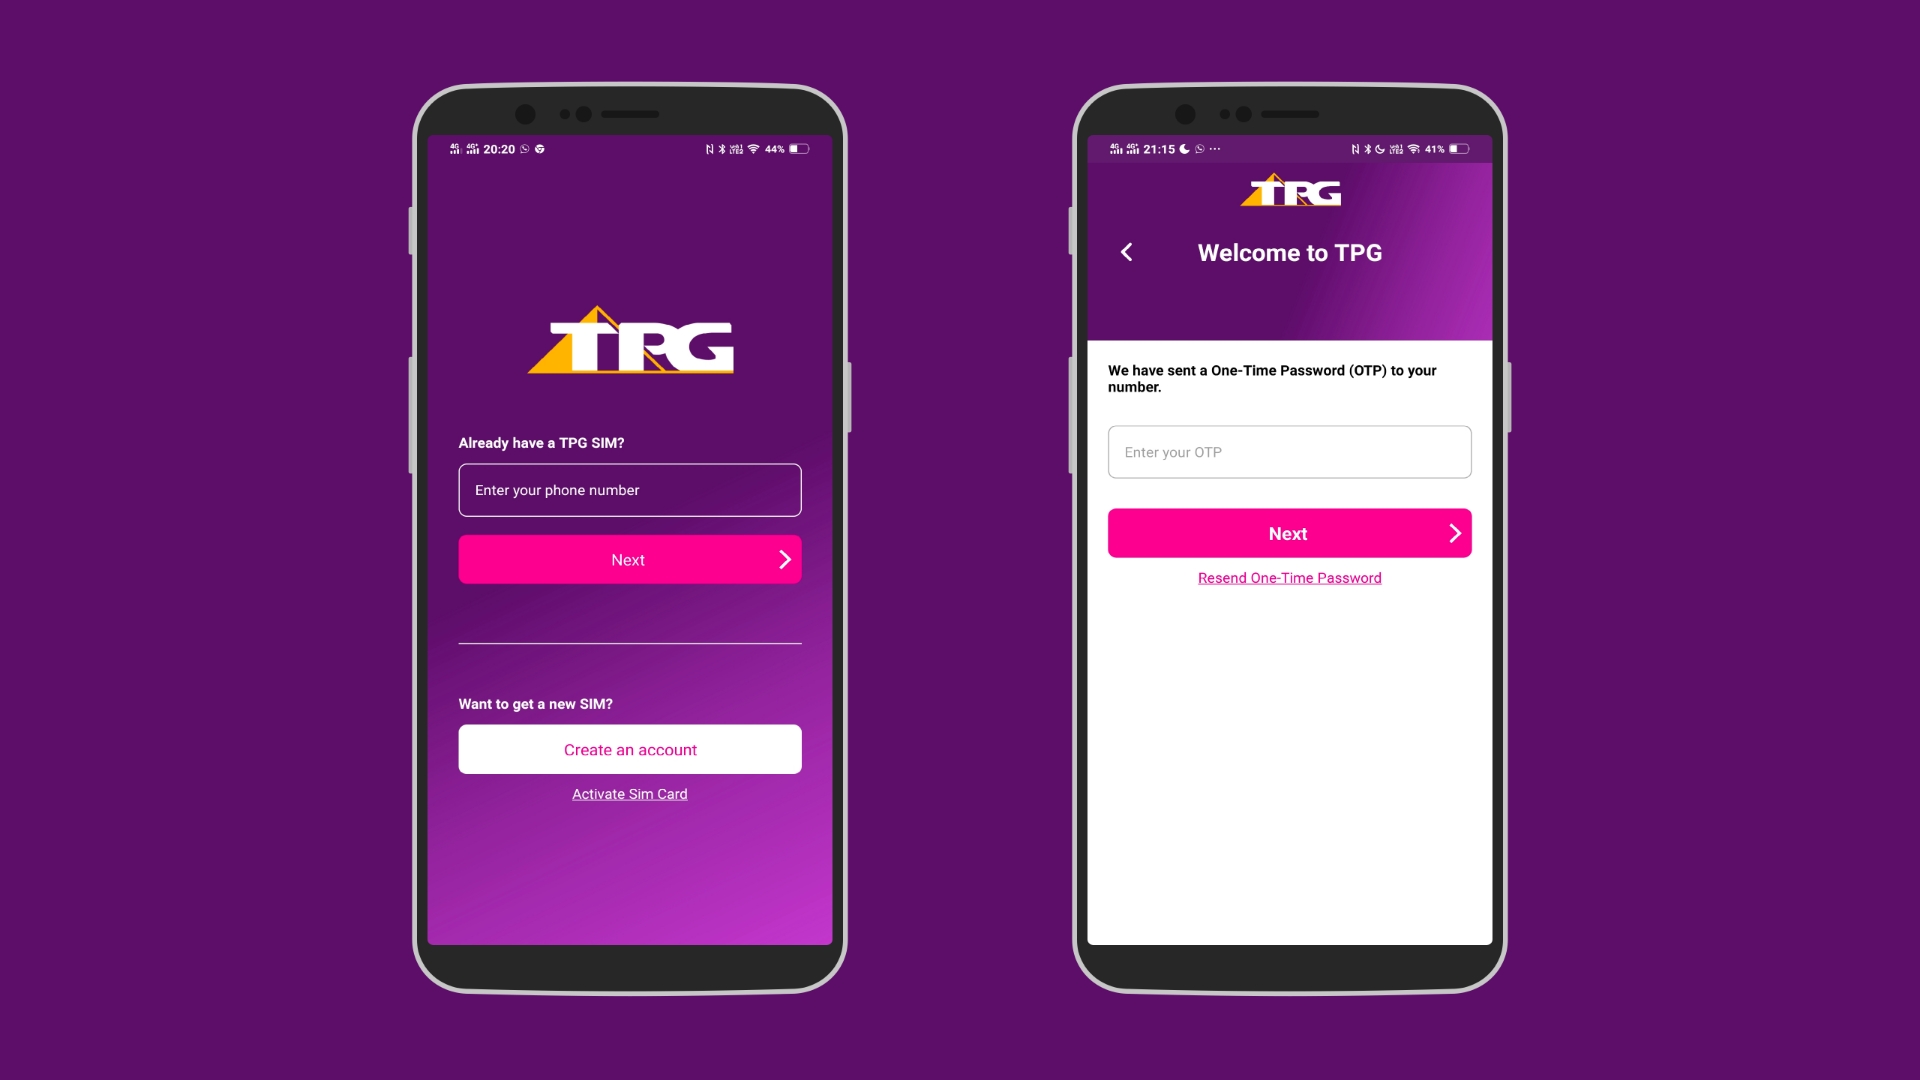 20:20
44%
TPG
Already have a TPG SIM?
Enter your phone number
Next
Want to get a new SIM?
Create an account
Activate Sim Card
21:15
41%
TPG
Welcome to TPG
We have sent a One-Time Password (OTP) to your
number.
Enter your OTP
Next
Resend One-Time Password